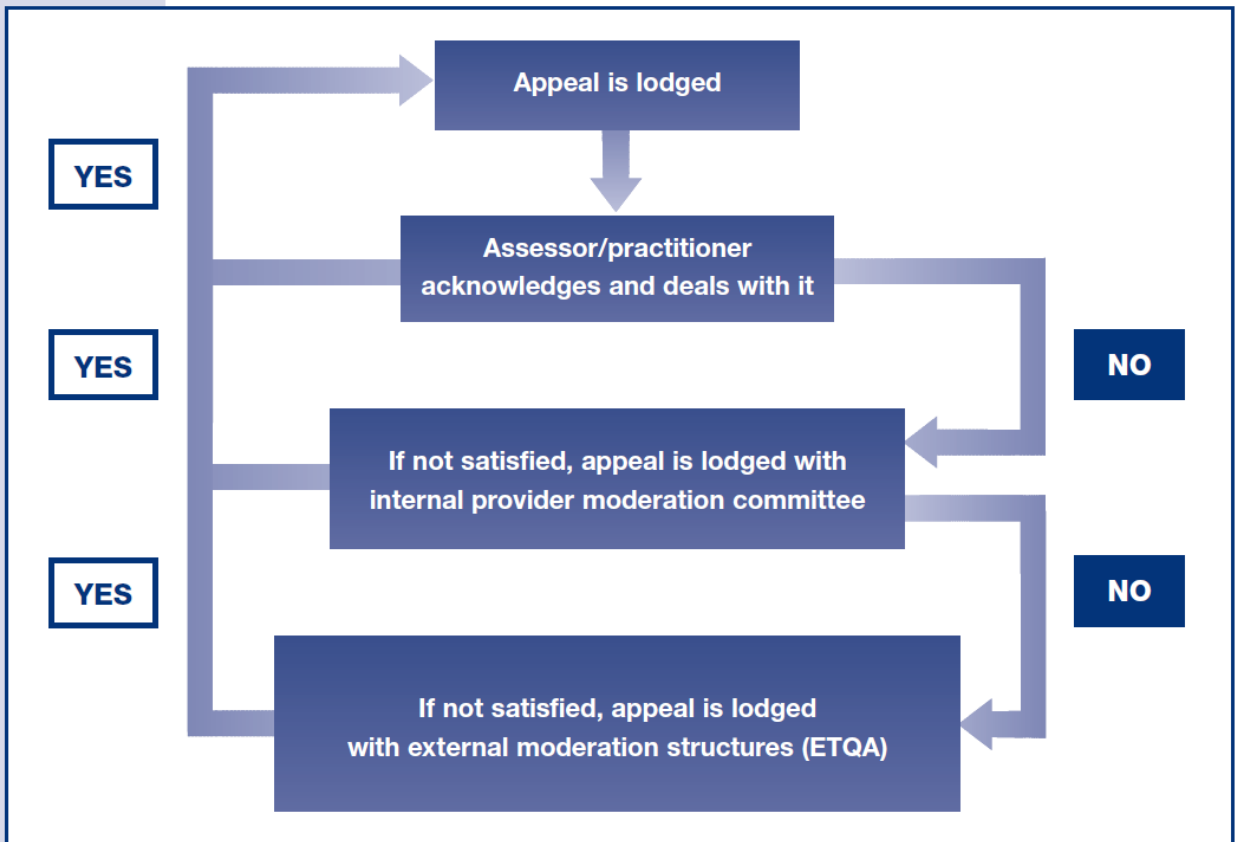 Appeal is lodged
YES
Assessor/practitioner
acknowledges and deals with it
YES
NO
If not satisfied, appeal is lodged with
internal provider moderation committee
YES
NO
If not satisfied, appeal is lodged
with external moderation structures (ETQA)